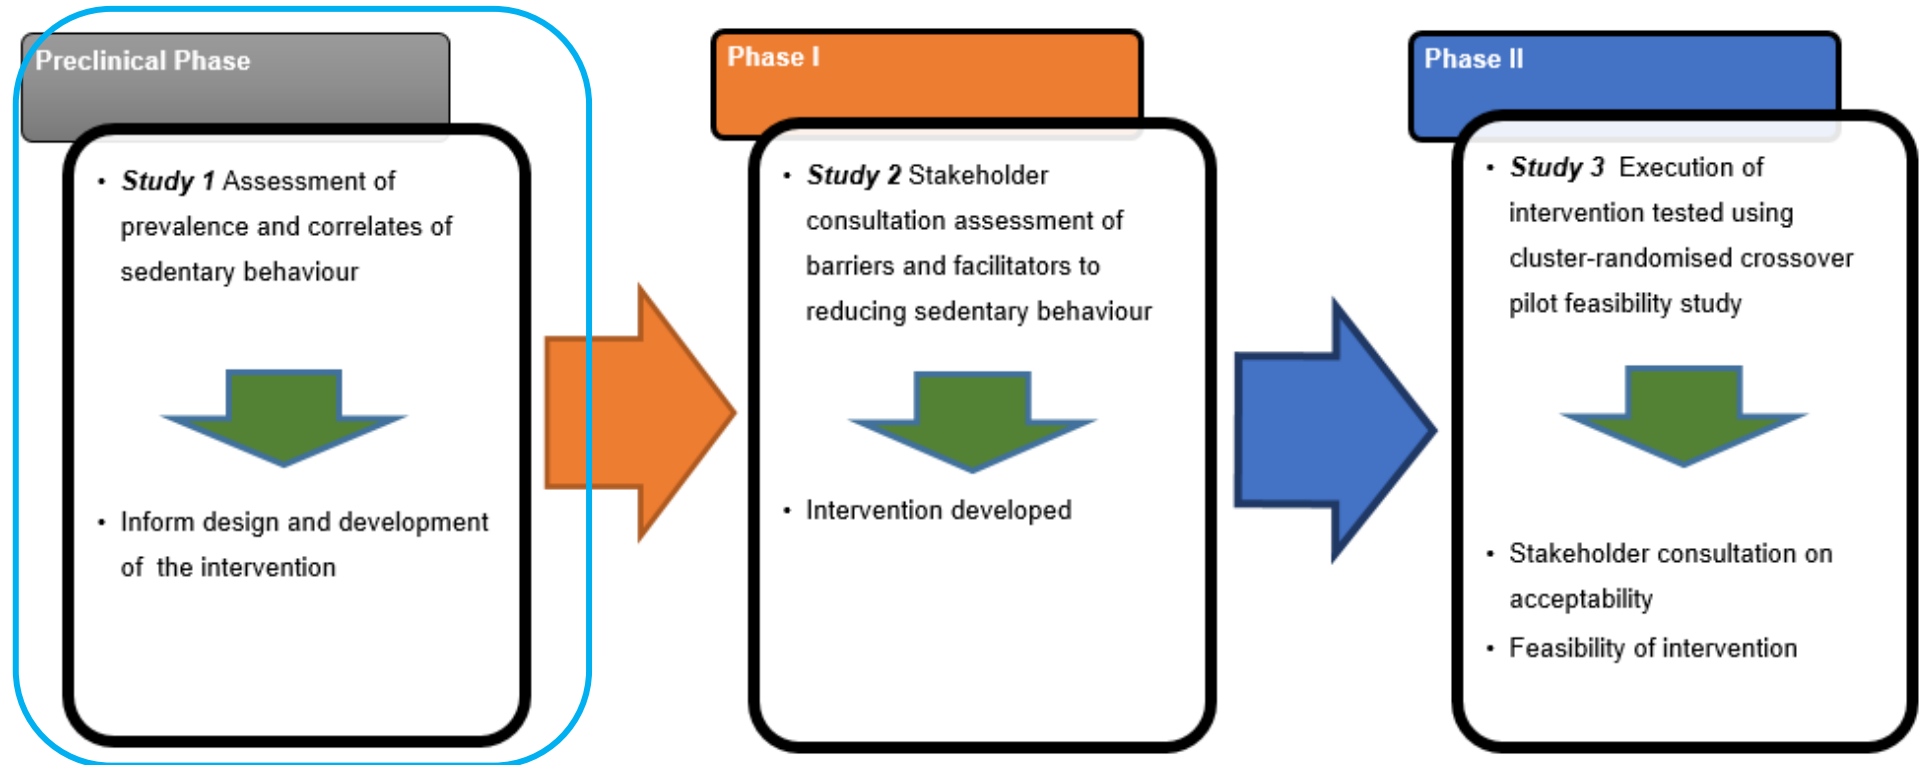 Preclinical Phase
• Study 1 Assessment of
prevalence and correlates of
sedentary behaviour
• Inform design and development
of the intervention
Phase I
• Study 2 Stakeholder
consultation assessment of
barriers and facilitators to
reducing sedentary behaviour
• Intervention developed
Phase II
• Study 3 Execution of
intervention tested using
cluster-randomised crossover
pilot feasibility study
• Stakeholder consultation on
acceptability
• Feasibility of intervention